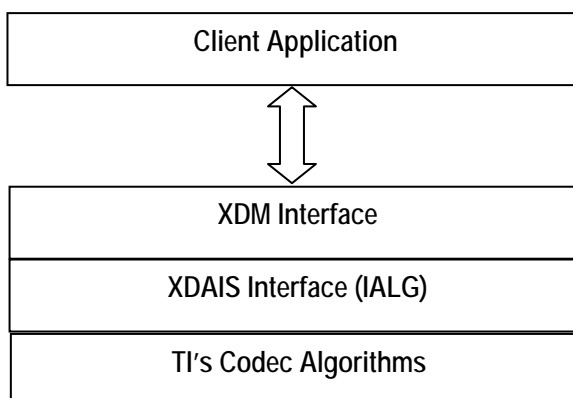 Client Application
XDM Interface
XDAIS Interface (IALG)
TI's Codec Algorithms